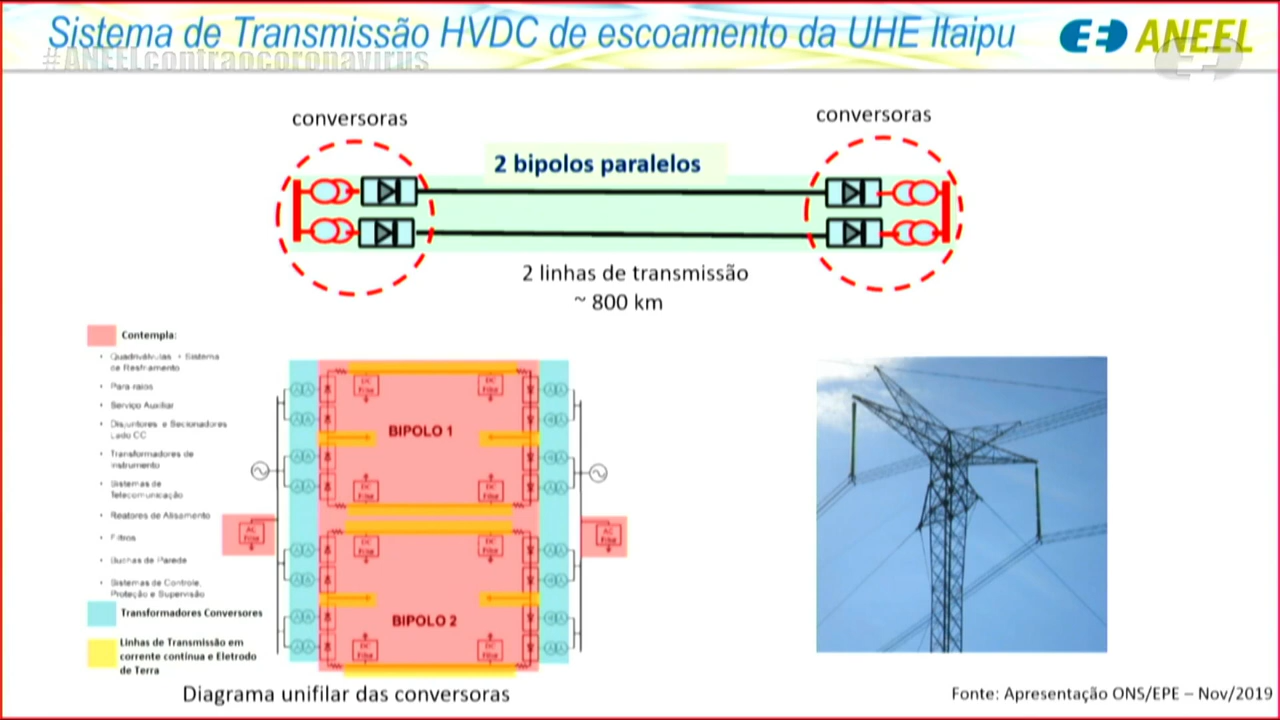 Sistema de Transmissão HVDC de escoamento da UHE Itaipu
ANEEL
#ANEELcontraocoronavirus
conversoras
conversoras
2 bipolos paralelos
2 linhas de transmissão
~ 800 km
Contempla:
• Quadriválvulas + Sistema
de Resfriamento
• Para raios
• Serviço Auxiliar
• Disjuntores e Seccionadores
Lado CC
• Transformadores de
Instrumento
• Sistemas de
Telecomunicação
• Reatores de Alisamento
• Filtros
• Buchas de Parede
• Sistemas de Controle,
Proteção e Supervisão
Transformadores Conversores
Linhas de Transmissão em
corrente contínua e Eletrodo
de Terra
DC
Filter
DC
Filter
BIPOLO 1
DC
Filter
DC
Filter
AC
Filter
AC
Filter
DC
Filter
DC
Filter
BIPOLO 2
DC
Filter
DC
Filter
Diagrama unifilar das conversoras
Fonte: Apresentação ONS/EPE – Nov/2019